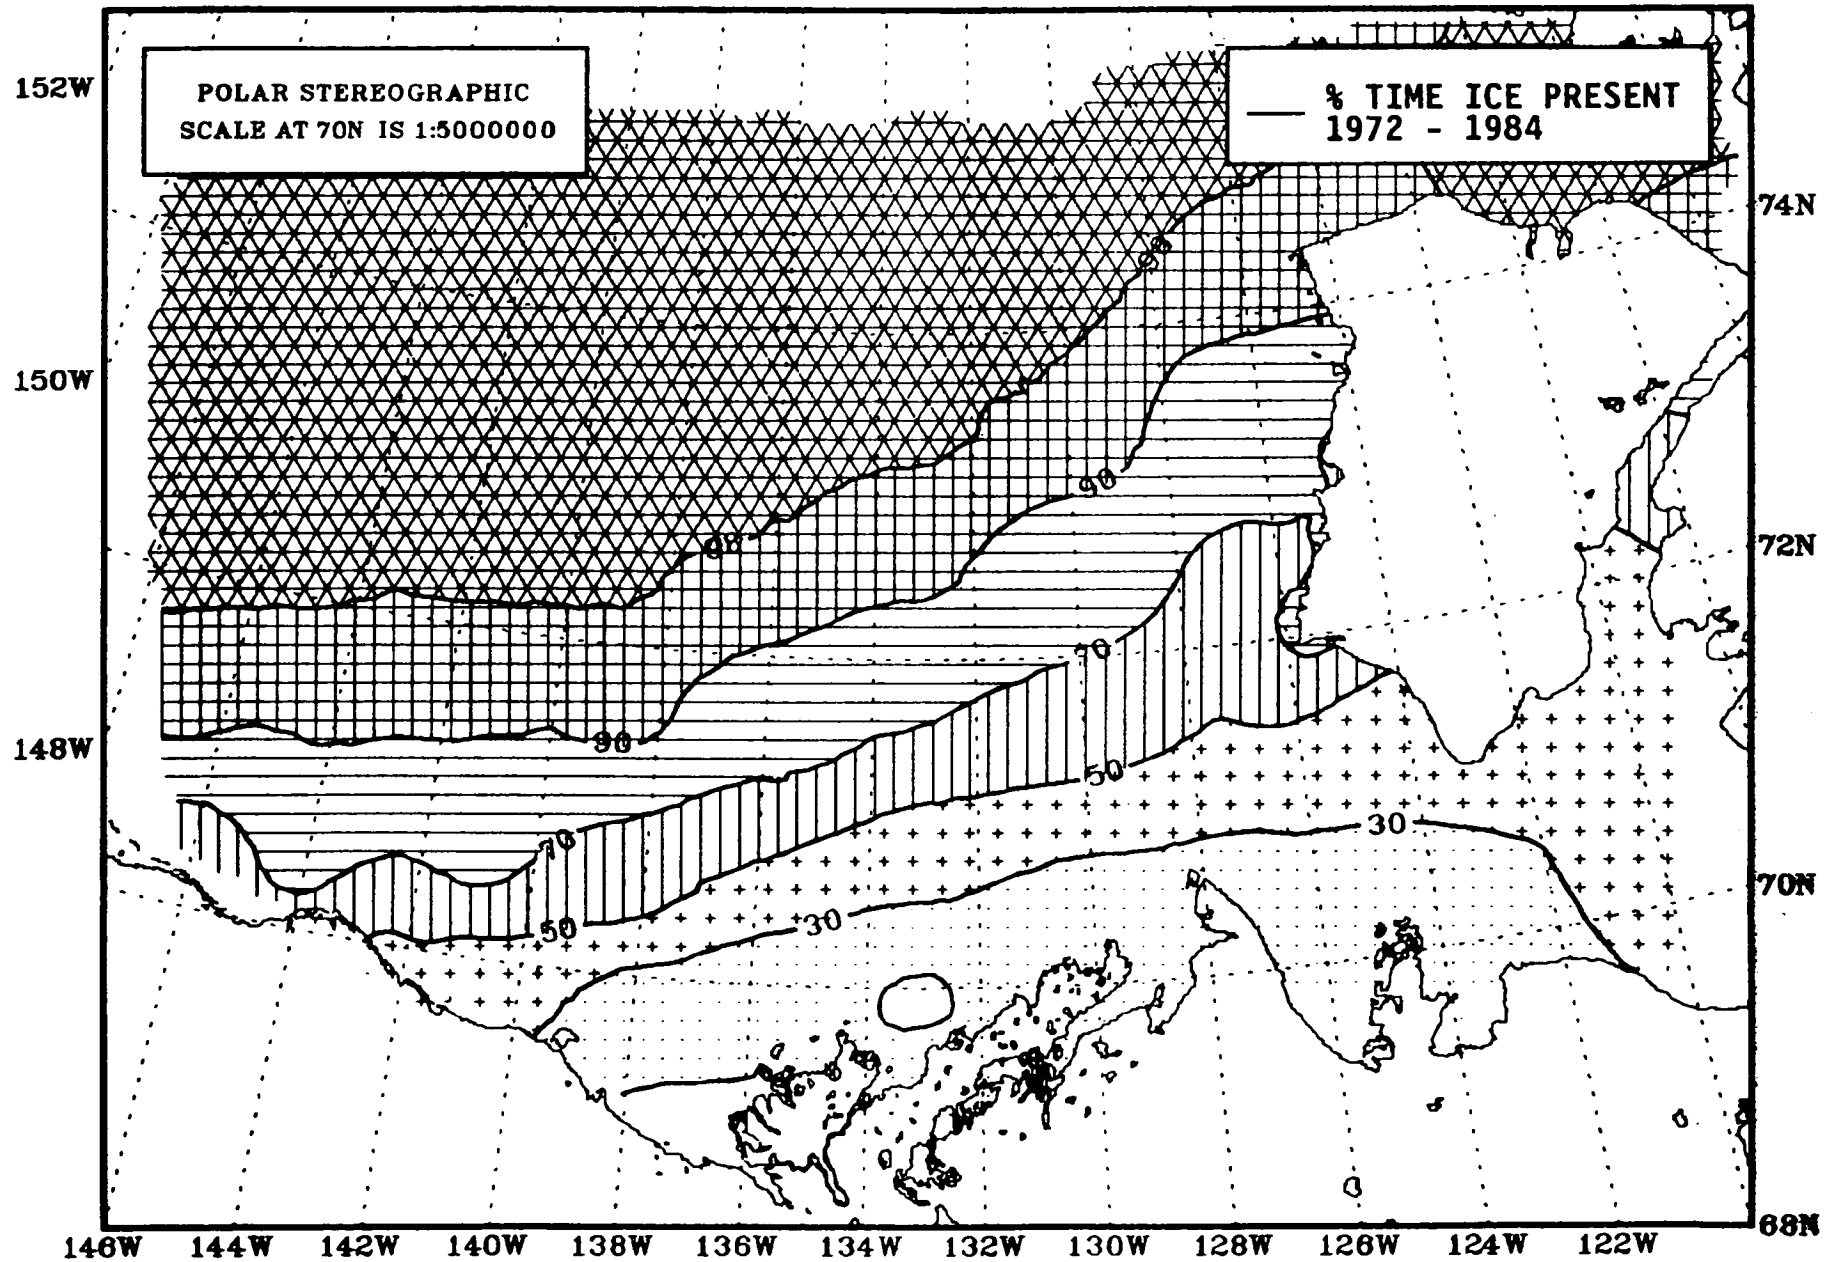 POLAR STEREOGRAPHIC
SCALE AT 70N IS 1:5000000
% TIME ICE PRESENT
1972 - 1984
152W
150W
148W
74N
72N
70N
68N
98
98
90
90
70
70
50
50
30
30
146W 144W 142W 140W 138W 136W 134W 132W 130W 128W 126W 124W 122W